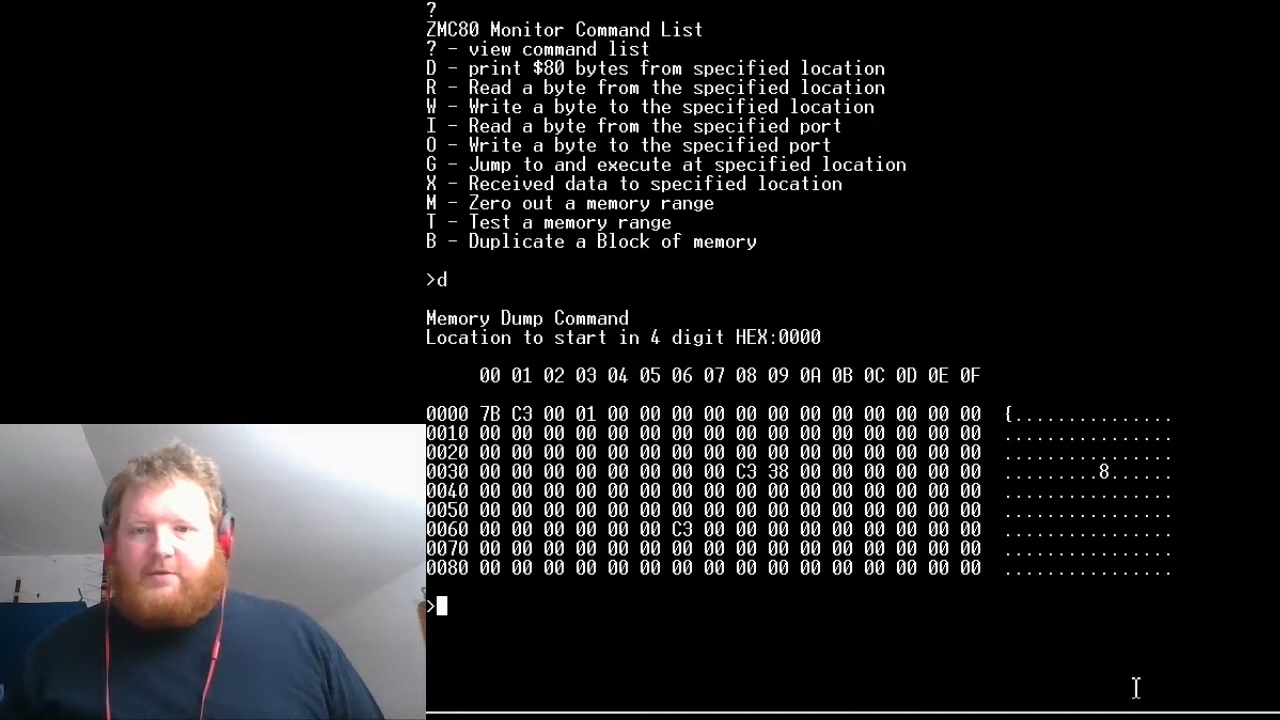 ?
ZMC80 Monitor Command List
? - view command list
D - print $80 bytes from specified location
R - Read a byte from the specified location
W - Write a byte to the specified location
I - Read a byte from the specified port
O - Write a byte to the specified port
G - Jump to and execute at specified location
X - Received data to specified location
M - Zero out a memory range
T - Test a memory range
B - Duplicate a Block of memory
>d
Memory Dump Command
Location to start in 4 digit HEX:0000
00 01 02 03 04 05 06 07 08 09 0A 0B 0C 0D 0E 0F
0000 7B C3 00 01 00 00 00 00 00 00 00 00 00 00 00 00 {...............
0010 00 00 00 00 00 00 00 00 00 00 00 00 00 00 00 00 ................
0020 00 00 00 00 00 00 00 00 00 00 00 00 00 00 00 00 ................
0030 00 00 00 00 00 00 00 00 C3 38 00 00 00 00 00 00 .........8......
0040 00 00 00 00 00 00 00 00 00 00 00 00 00 00 00 00 ................
0050 00 00 00 00 00 00 00 00 00 00 00 00 00 00 00 00 ................
0060 00 00 00 00 00 00 C3 00 00 00 00 00 00 00 00 00 ................
0070 00 00 00 00 00 00 00 00 00 00 00 00 00 00 00 00 ................
0080 00 00 00 00 00 00 00 00 00 00 00 00 00 00 00 00 ................
>